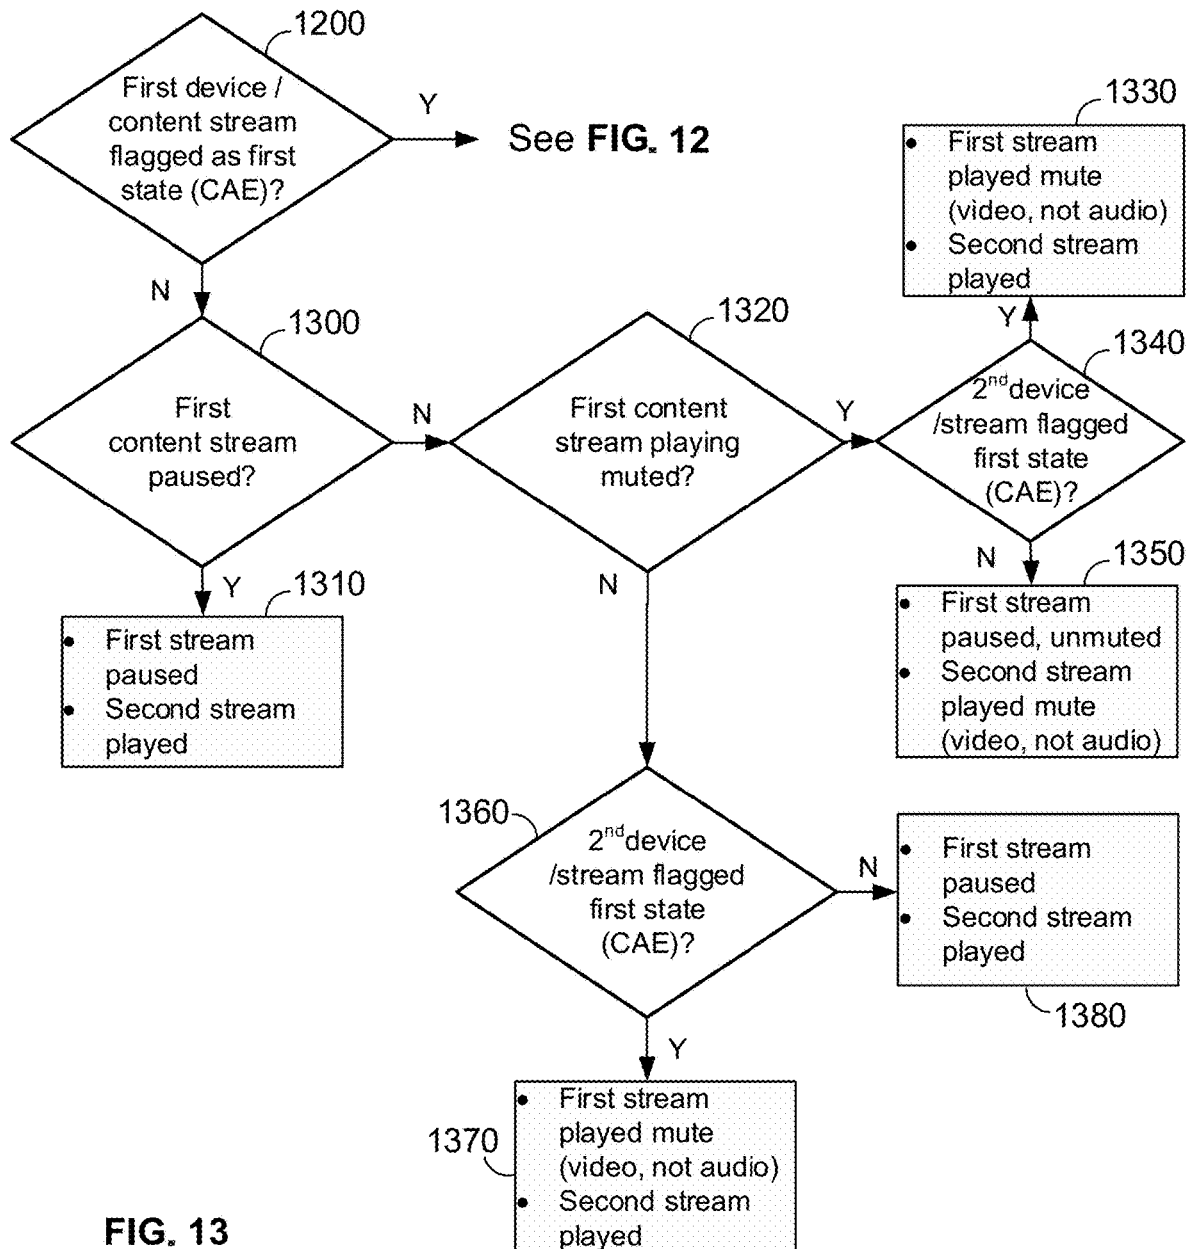 1200
First device /
content stream
flagged as first
state (CAE)?
Y
See FIG. 12
N
1300
First
content stream
paused?
N
Y
1310
• First stream
paused
• Second stream
played
1320
First content
stream playing
muted?
Y
N
1330
• First stream
played mute
(video, not audio)
• Second stream
played
Y
1340
2nd device
/stream flagged
first state
(CAE)?
N
1350
• First stream
paused, unmuted
• Second stream
played mute
(video, not audio)
1360
2nd device
/stream flagged
first state
(CAE)?
N
• First stream
paused
• Second stream
played
1380
Y
1370
• First stream
played mute
(video, not audio)
• Second stream
played
FIG. 13